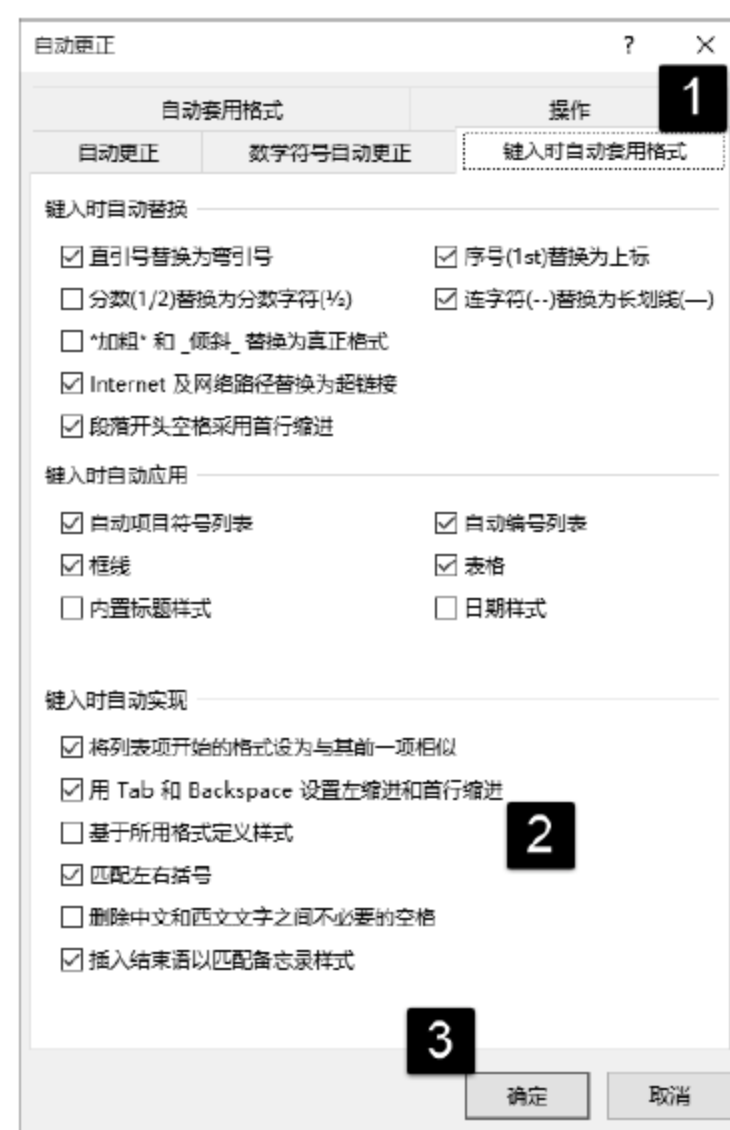 自动更正 ? ×
1
自动套用格式 操作
自动更正 数学符号自动更正 键入时自动套用格式
键入时自动替换
直引号替换为弯引号 序号(1st)替换为上标
分数(1/2)替换为分数字符(½) 连字符(--)替换为长划线(—)
*加粗* 和 _倾斜_ 替换为真正格式
Internet 及网络路径替换为超链接
段落开头空格采用首行缩进
键入时自动应用
自动项目符号列表 自动编号列表
框线 表格
内置标题样式 日期样式
键入时自动实现
将列表项开始的格式设为与其前一项相似
用 Tab 和 Backspace 设置左缩进和首行缩进
基于所用格式定义样式
2
匹配左右括号
删除中文和西文文字之间不必要的空格
插入结束语以匹配备忘录样式
3
确定 取消